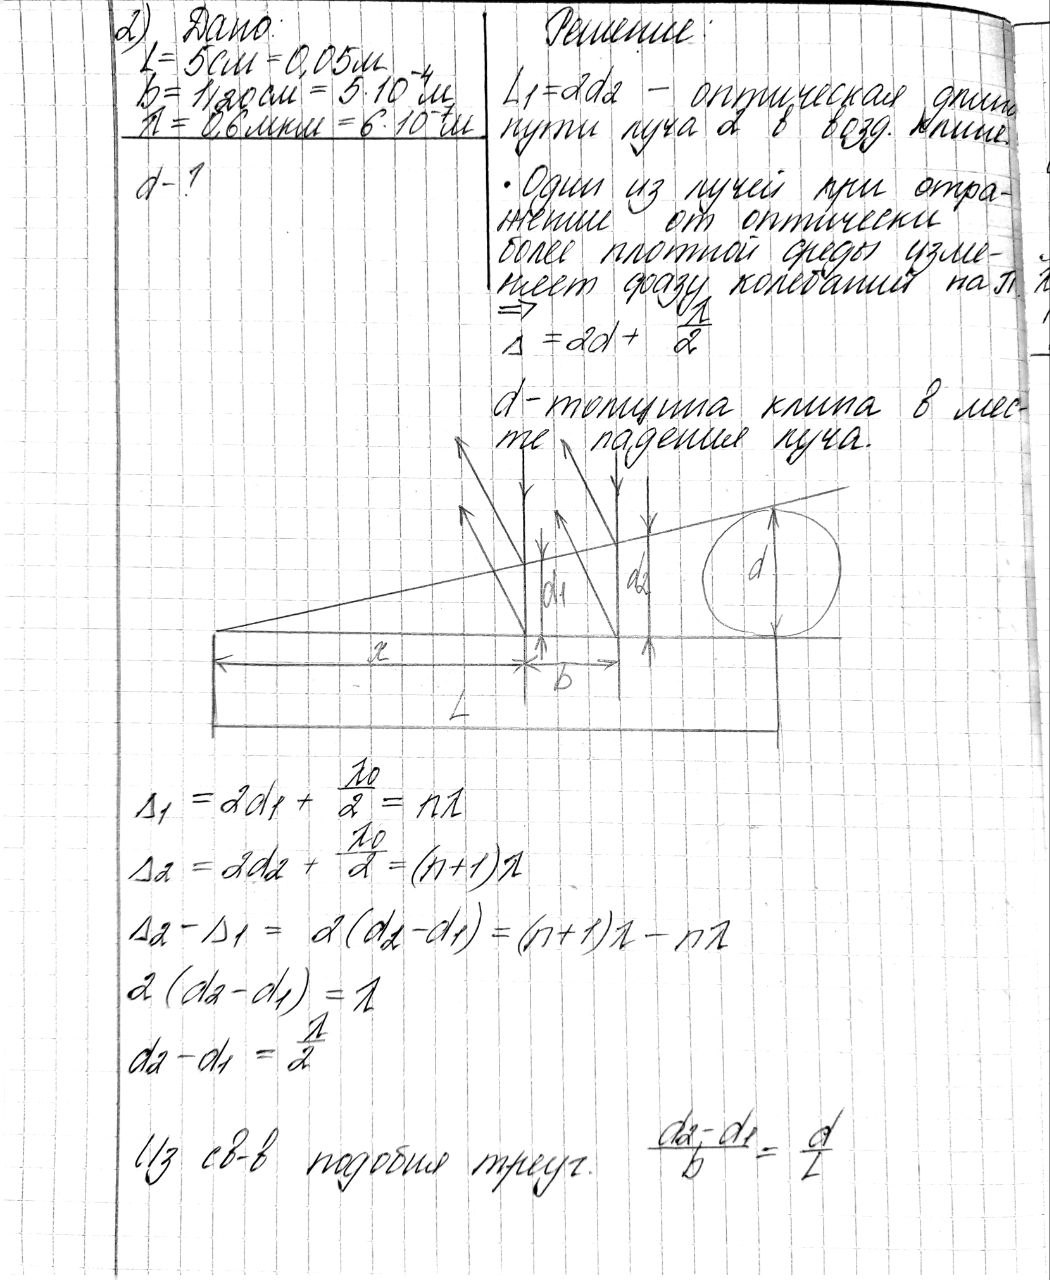 2) Дано:
L = 5см = 0,05м
b = 1/20см = 5·10⁻⁴м
λ = 0,6мкм = 6·10⁻⁷м
d - ?
Решение:
L1 = 2d2 – оптическая длина
пути луча 2 в возд. клине.
• Один из лучей при отра-
жении от оптически
более плотной среды изме-
няет фазу колебаний на π.
⇒
Δ = 2d + λ/2
d – толщина клина в мес-
те падения луча.
d1 d2 d
x b
L
Δ1 = 2d1 + λ0/2 = nλ
Δ2 = 2d2 + λ0/2 = (n+1)λ
Δ2 - Δ1 = 2(d2 - d1) = (n+1)λ - nλ
2(d2 - d1) = λ
d2 - d1 = λ/2
Из св-в подобия треуг. (d2 - d1)/b = d/L